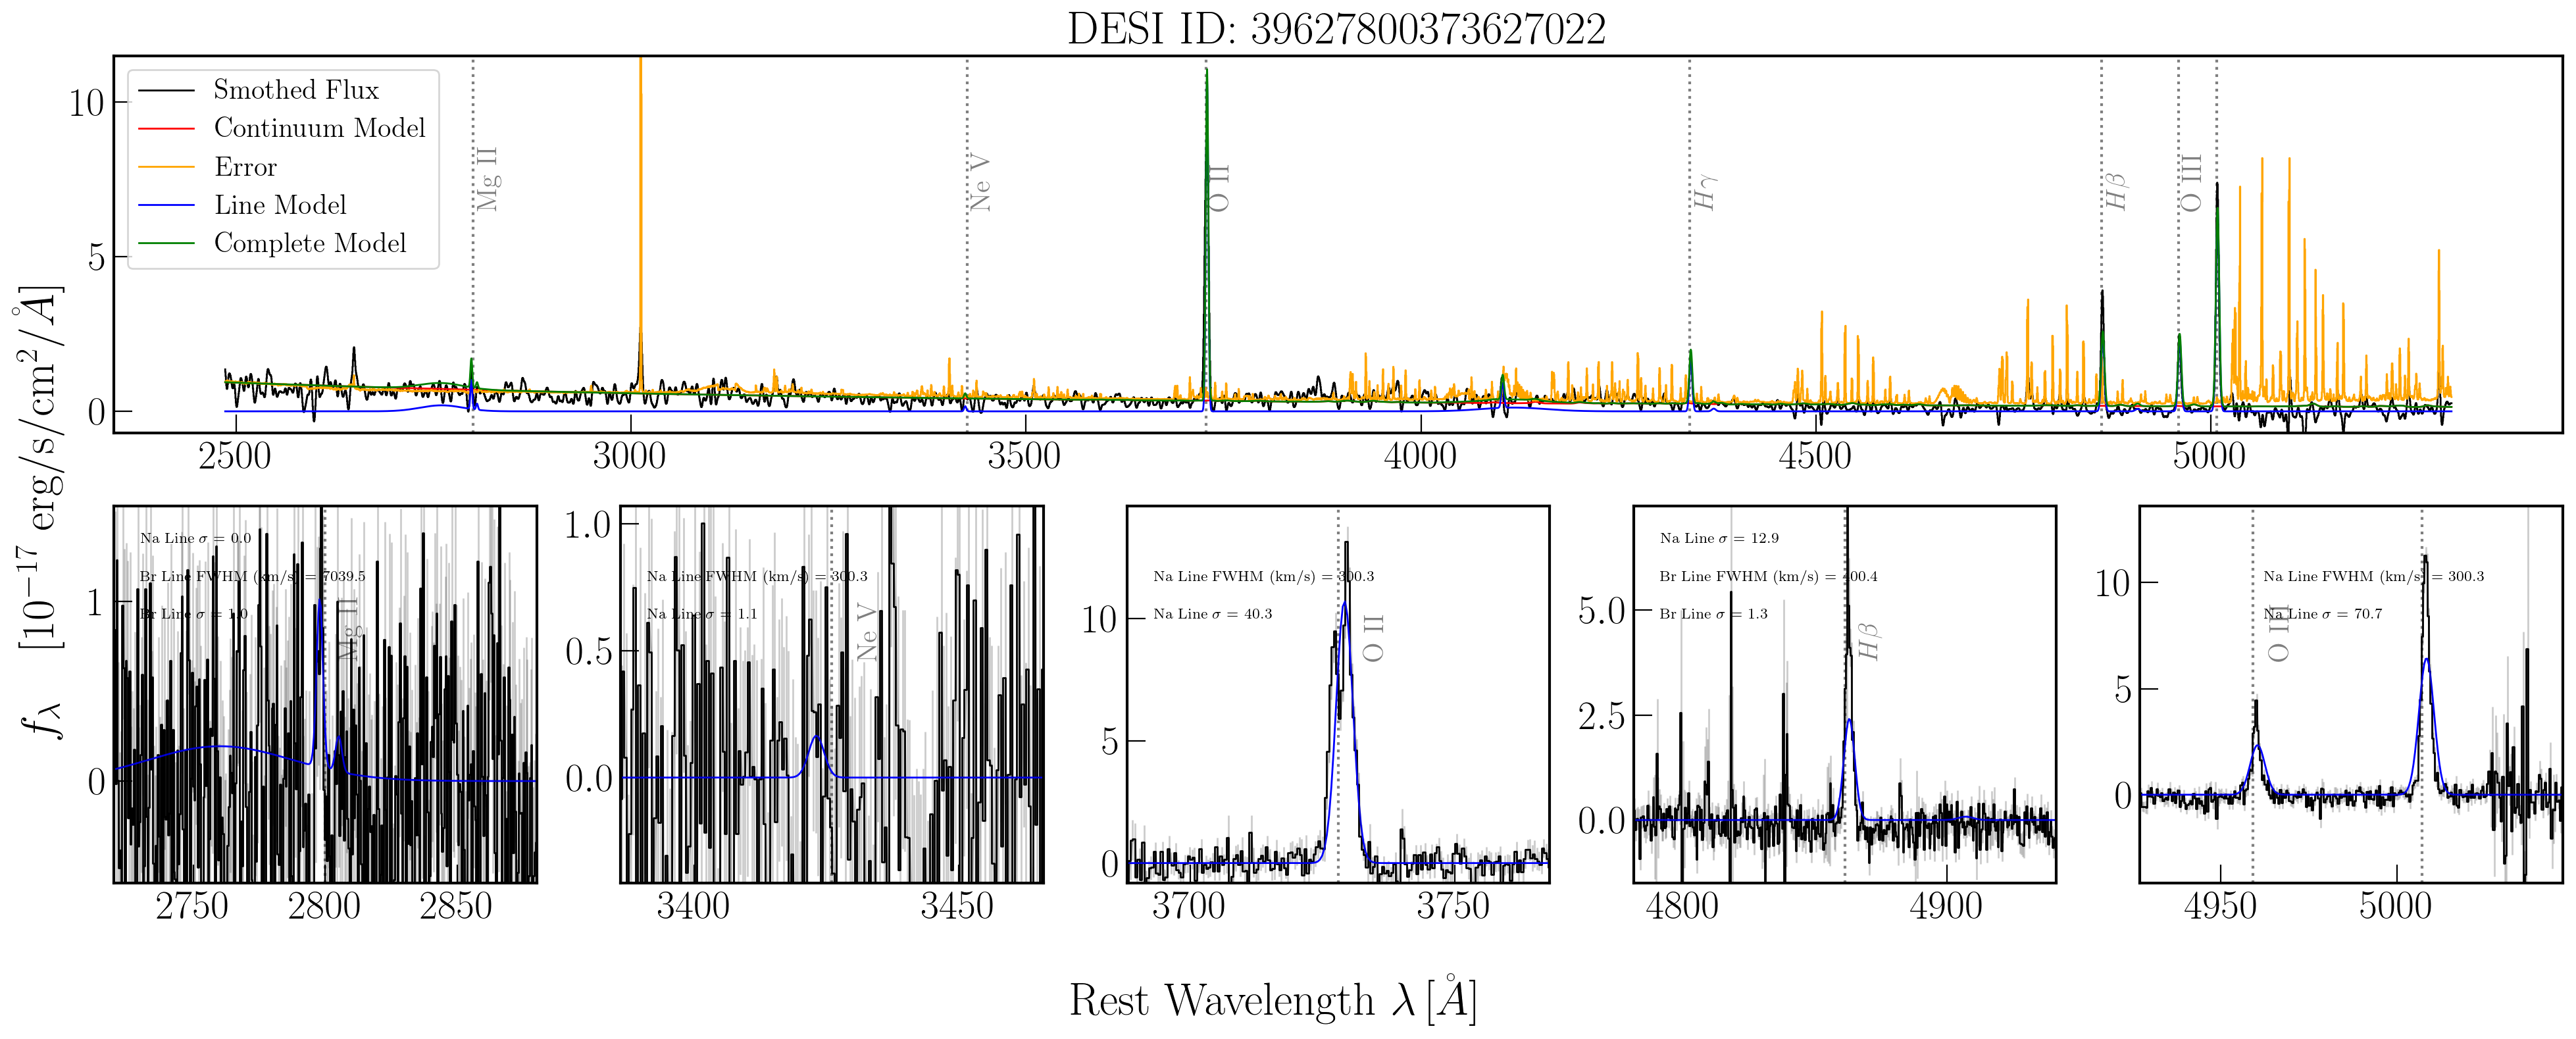 DESI ID: 39627800373627022
Smothed Flux
Continuum Model
Error
Line Model
Complete Model
Mg II
Ne V
O II
Hγ
Hβ
O III
10
5
0
2500 3000 3500 4000 4500 5000
f_λ [10^{-17} erg/s/cm^2/Å]
Na Line σ = 0.0
Br Line FWHM (km/s) = 7039.5
Br Line σ = 1.0
Mg II
1
0
2750 2800 2850
Na Line FWHM (km/s) = 300.3
Na Line σ = 1.1
Ne V
1.0
0.5
0.0
3400 3450
Na Line FWHM (km/s) = 300.3
Na Line σ = 40.3
O II
10
5
0
3700 3750
Na Line σ = 12.9
Br Line FWHM (km/s) = 400.4
Br Line σ = 1.3
Hβ
5.0
2.5
0.0
4800 4900
Na Line FWHM (km/s) = 300.3
Na Line σ = 70.7
O III
10
5
0
4950 5000
Rest Wavelength λ [Å]